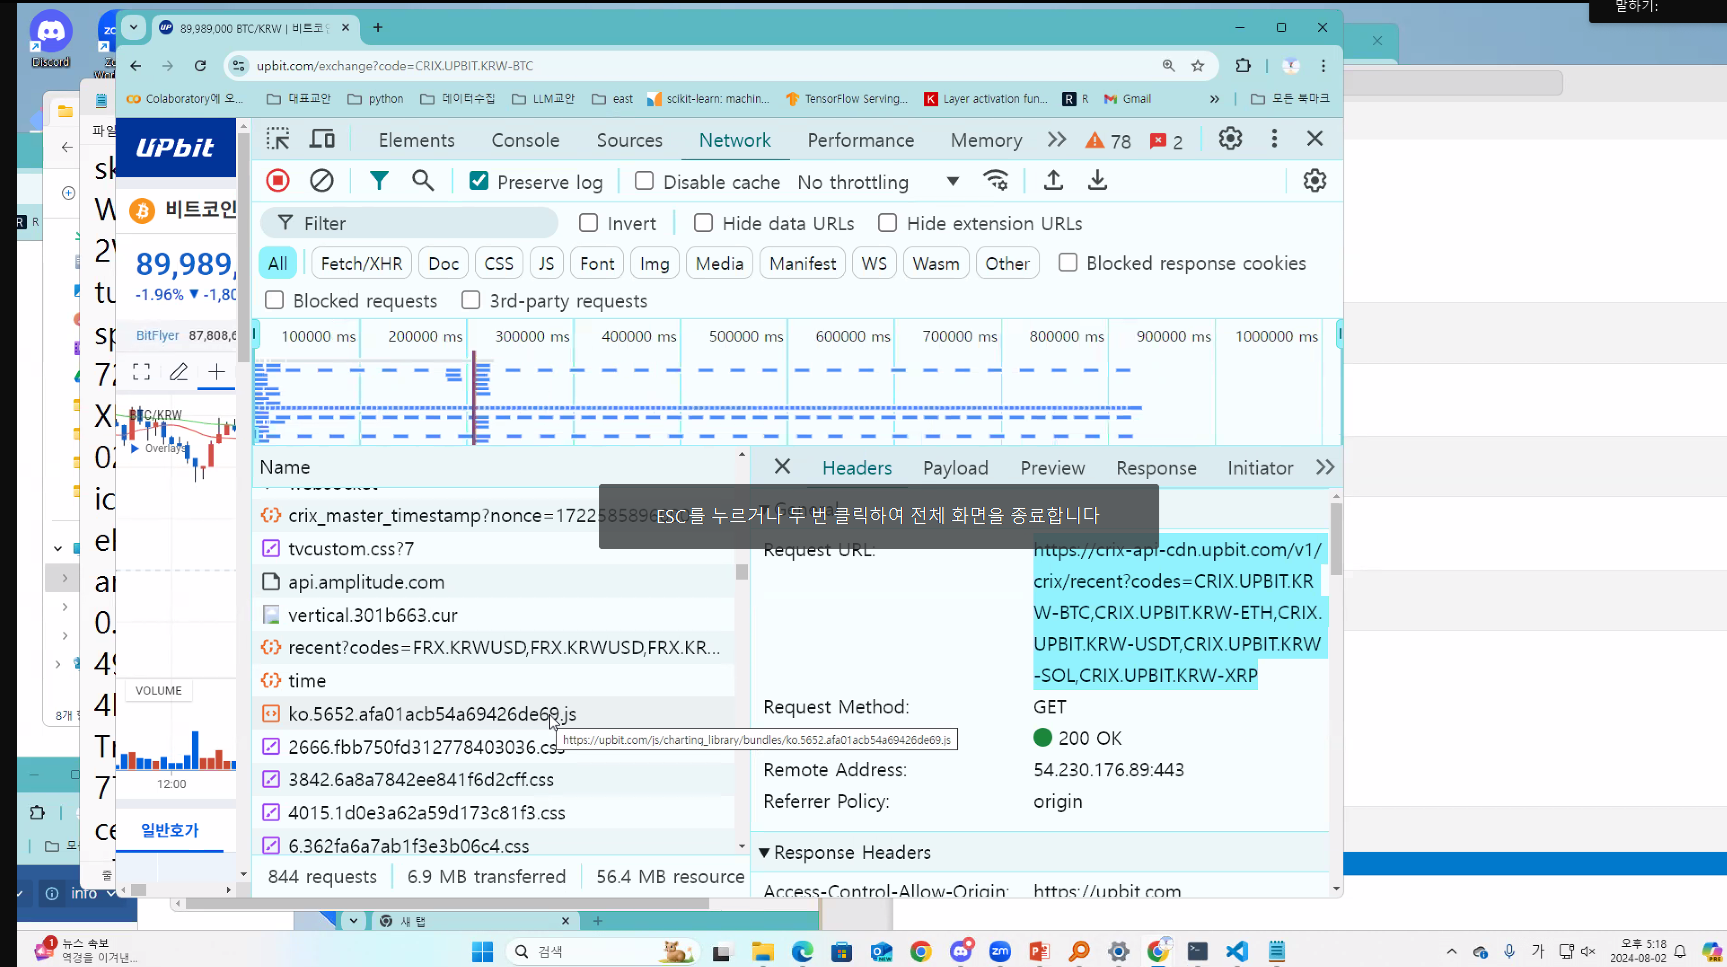 말하기:
Discord
89,989,000 BTC/KRW | 비트코인
upbit.com/exchange?code=CRIX.UPBIT.KRW-BTC
Colaboratory에 오...
대표교안
python
데이터수집
LLM교안
east
scikit-learn: machin...
TensorFlow Serving...
Layer activation fun...
R
Gmail
모든 북마크
UPbit
Elements
Console
Sources
Network
Performance
Memory
78
2
Preserve log
Disable cache
No throttling
비트코인
Filter
Invert
Hide data URLs
Hide extension URLs
89,989,
-1.96% ▼ -1,80
All
Fetch/XHR
Doc
CSS
JS
Font
Img
Media
Manifest
WS
Wasm
Other
Blocked response cookies
Blocked requests
3rd-party requests
BitFlyer 87,808,6
100000 ms
200000 ms
300000 ms
400000 ms
500000 ms
600000 ms
700000 ms
800000 ms
900000 ms
1000000 ms
BTC/KRW
Overlays
Name
Headers
Payload
Preview
Response
Initiator
websocket
crix_master_timestamp?nonce=1722585896
ESC를 누르거나 두 번 클릭하여 전체 화면을 종료합니다
General
tvcustom.css?7
api.amplitude.com
vertical.301b663.cur
recent?codes=FRX.KRWUSD,FRX.KRWUSD,FRX.KR...
time
ko.5652.afa01acb54a69426de69.js
https://upbit.com/js/charting_library/bundles/ko.5652.afa01acb54a69426de69.js
2666.fbb750fd312778403036.css
3842.6a8a7842ee841f6d2cff.css
4015.1d0e3a62a59d173c81f3.css
6.362fa6a7ab1f3e3b06c4.css
Request URL:
https://crix-api-cdn.upbit.com/v1/
crix/recent?codes=CRIX.UPBIT.KR
W-BTC,CRIX.UPBIT.KRW-ETH,CRIX.
UPBIT.KRW-USDT,CRIX.UPBIT.KRW
-SOL,CRIX.UPBIT.KRW-XRP
Request Method:
GET
200 OK
Remote Address:
54.230.176.89:443
Referrer Policy:
origin
Response Headers
Access-Control-Allow-Origin:
https://upbit.com
VOLUME
12:00
일반호가
844 requests
6.9 MB transferred
56.4 MB resource
info
새 탭
뉴스 속보
역경을 이겨낸...
검색
가
오후 5:18
2024-08-02